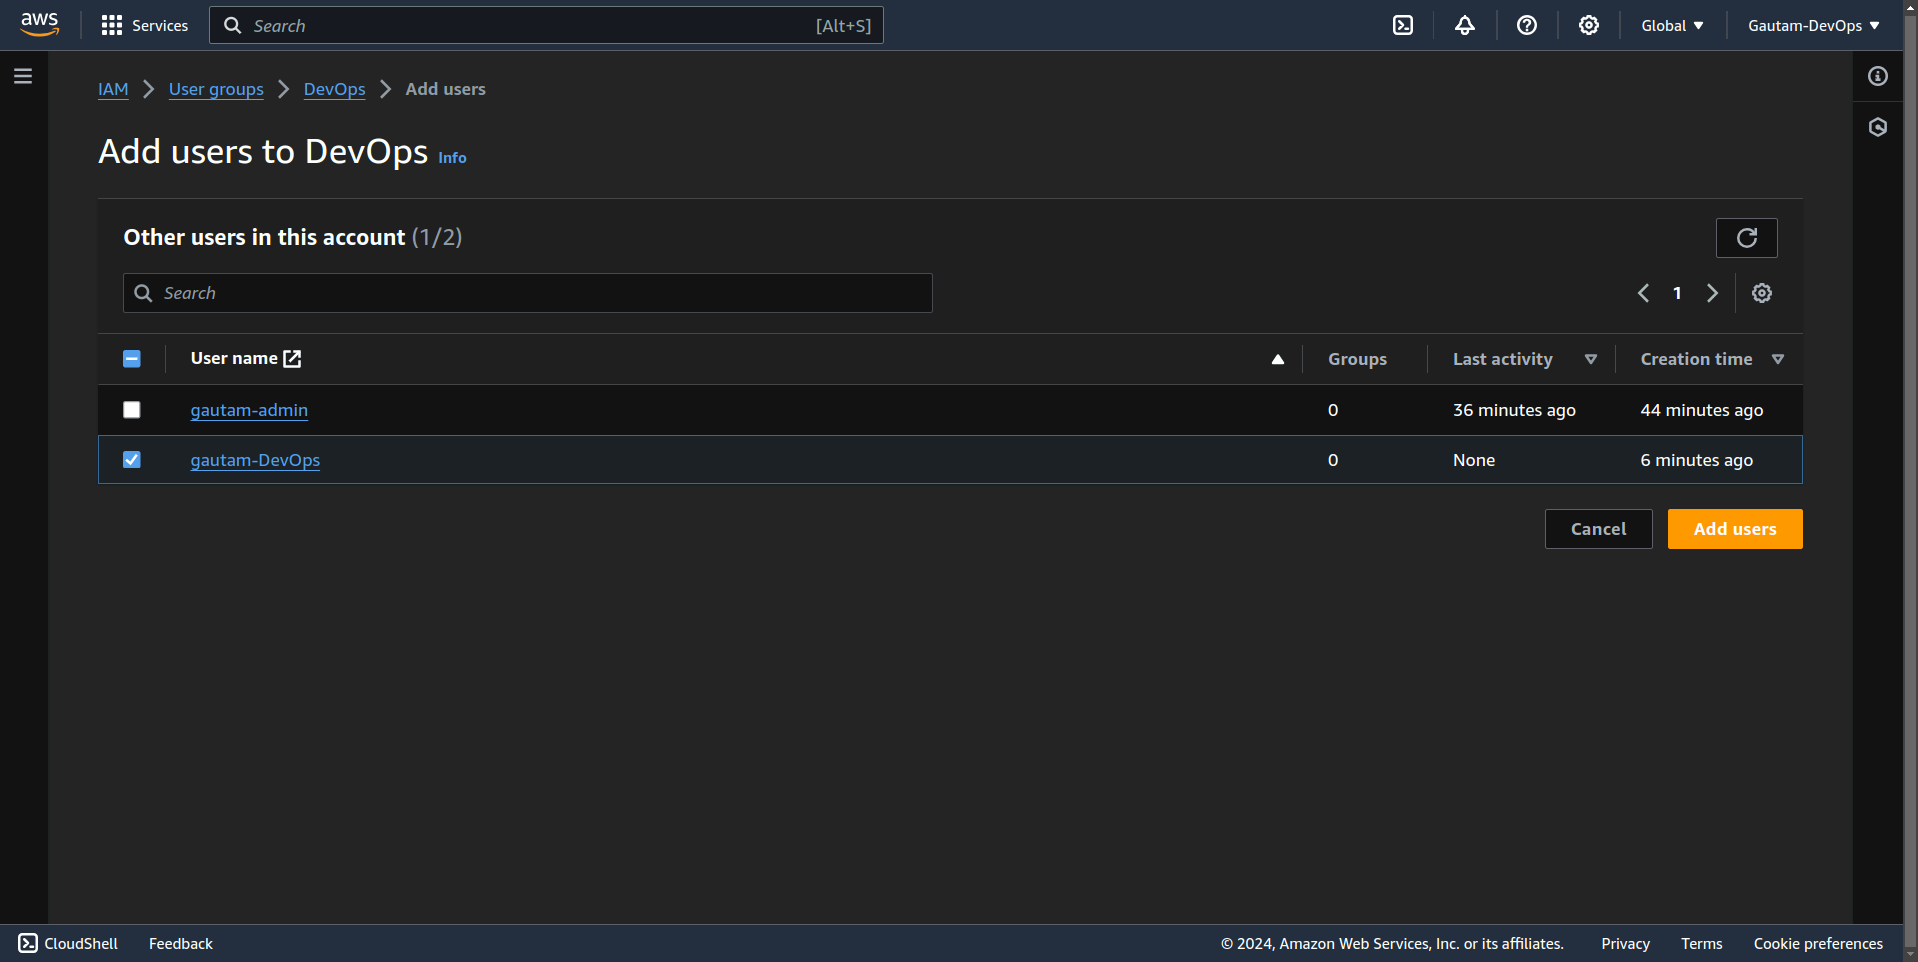 aws Services Search [Alt+S] Global Gautam-DevOps
IAM User groups DevOps Add users
Add users to DevOps Info
Other users in this account (1/2)
Search 1
User name Groups Last activity Creation time
gautam-admin 0 36 minutes ago 44 minutes ago
gautam-DevOps 0 None 6 minutes ago
Cancel Add users
CloudShell Feedback © 2024, Amazon Web Services, Inc. or its affiliates. Privacy Terms Cookie preferences